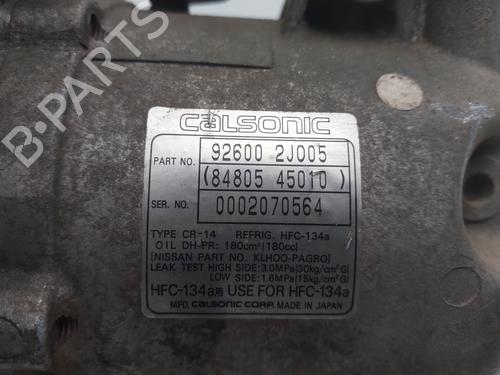 B-PARTS
calsonic
PART NO. 92600 2J005
(84805 45010)
SER. NO. 0002070564
TYPE CR-14 REFRIG. HFC-134a
OIL DH-PR: 180cm³(180cc)
(NISSAN PART NO. KLHOO-PAGRO)
LEAK TEST HIGH SIDE: 3.0MPa(30kg/cm²G)
LOW SIDE: 1.6MPa(15kg/cm²G)
HFC-134a用 USE FOR HFC-134a
MFD. calsonic CORP. MADE IN JAPAN